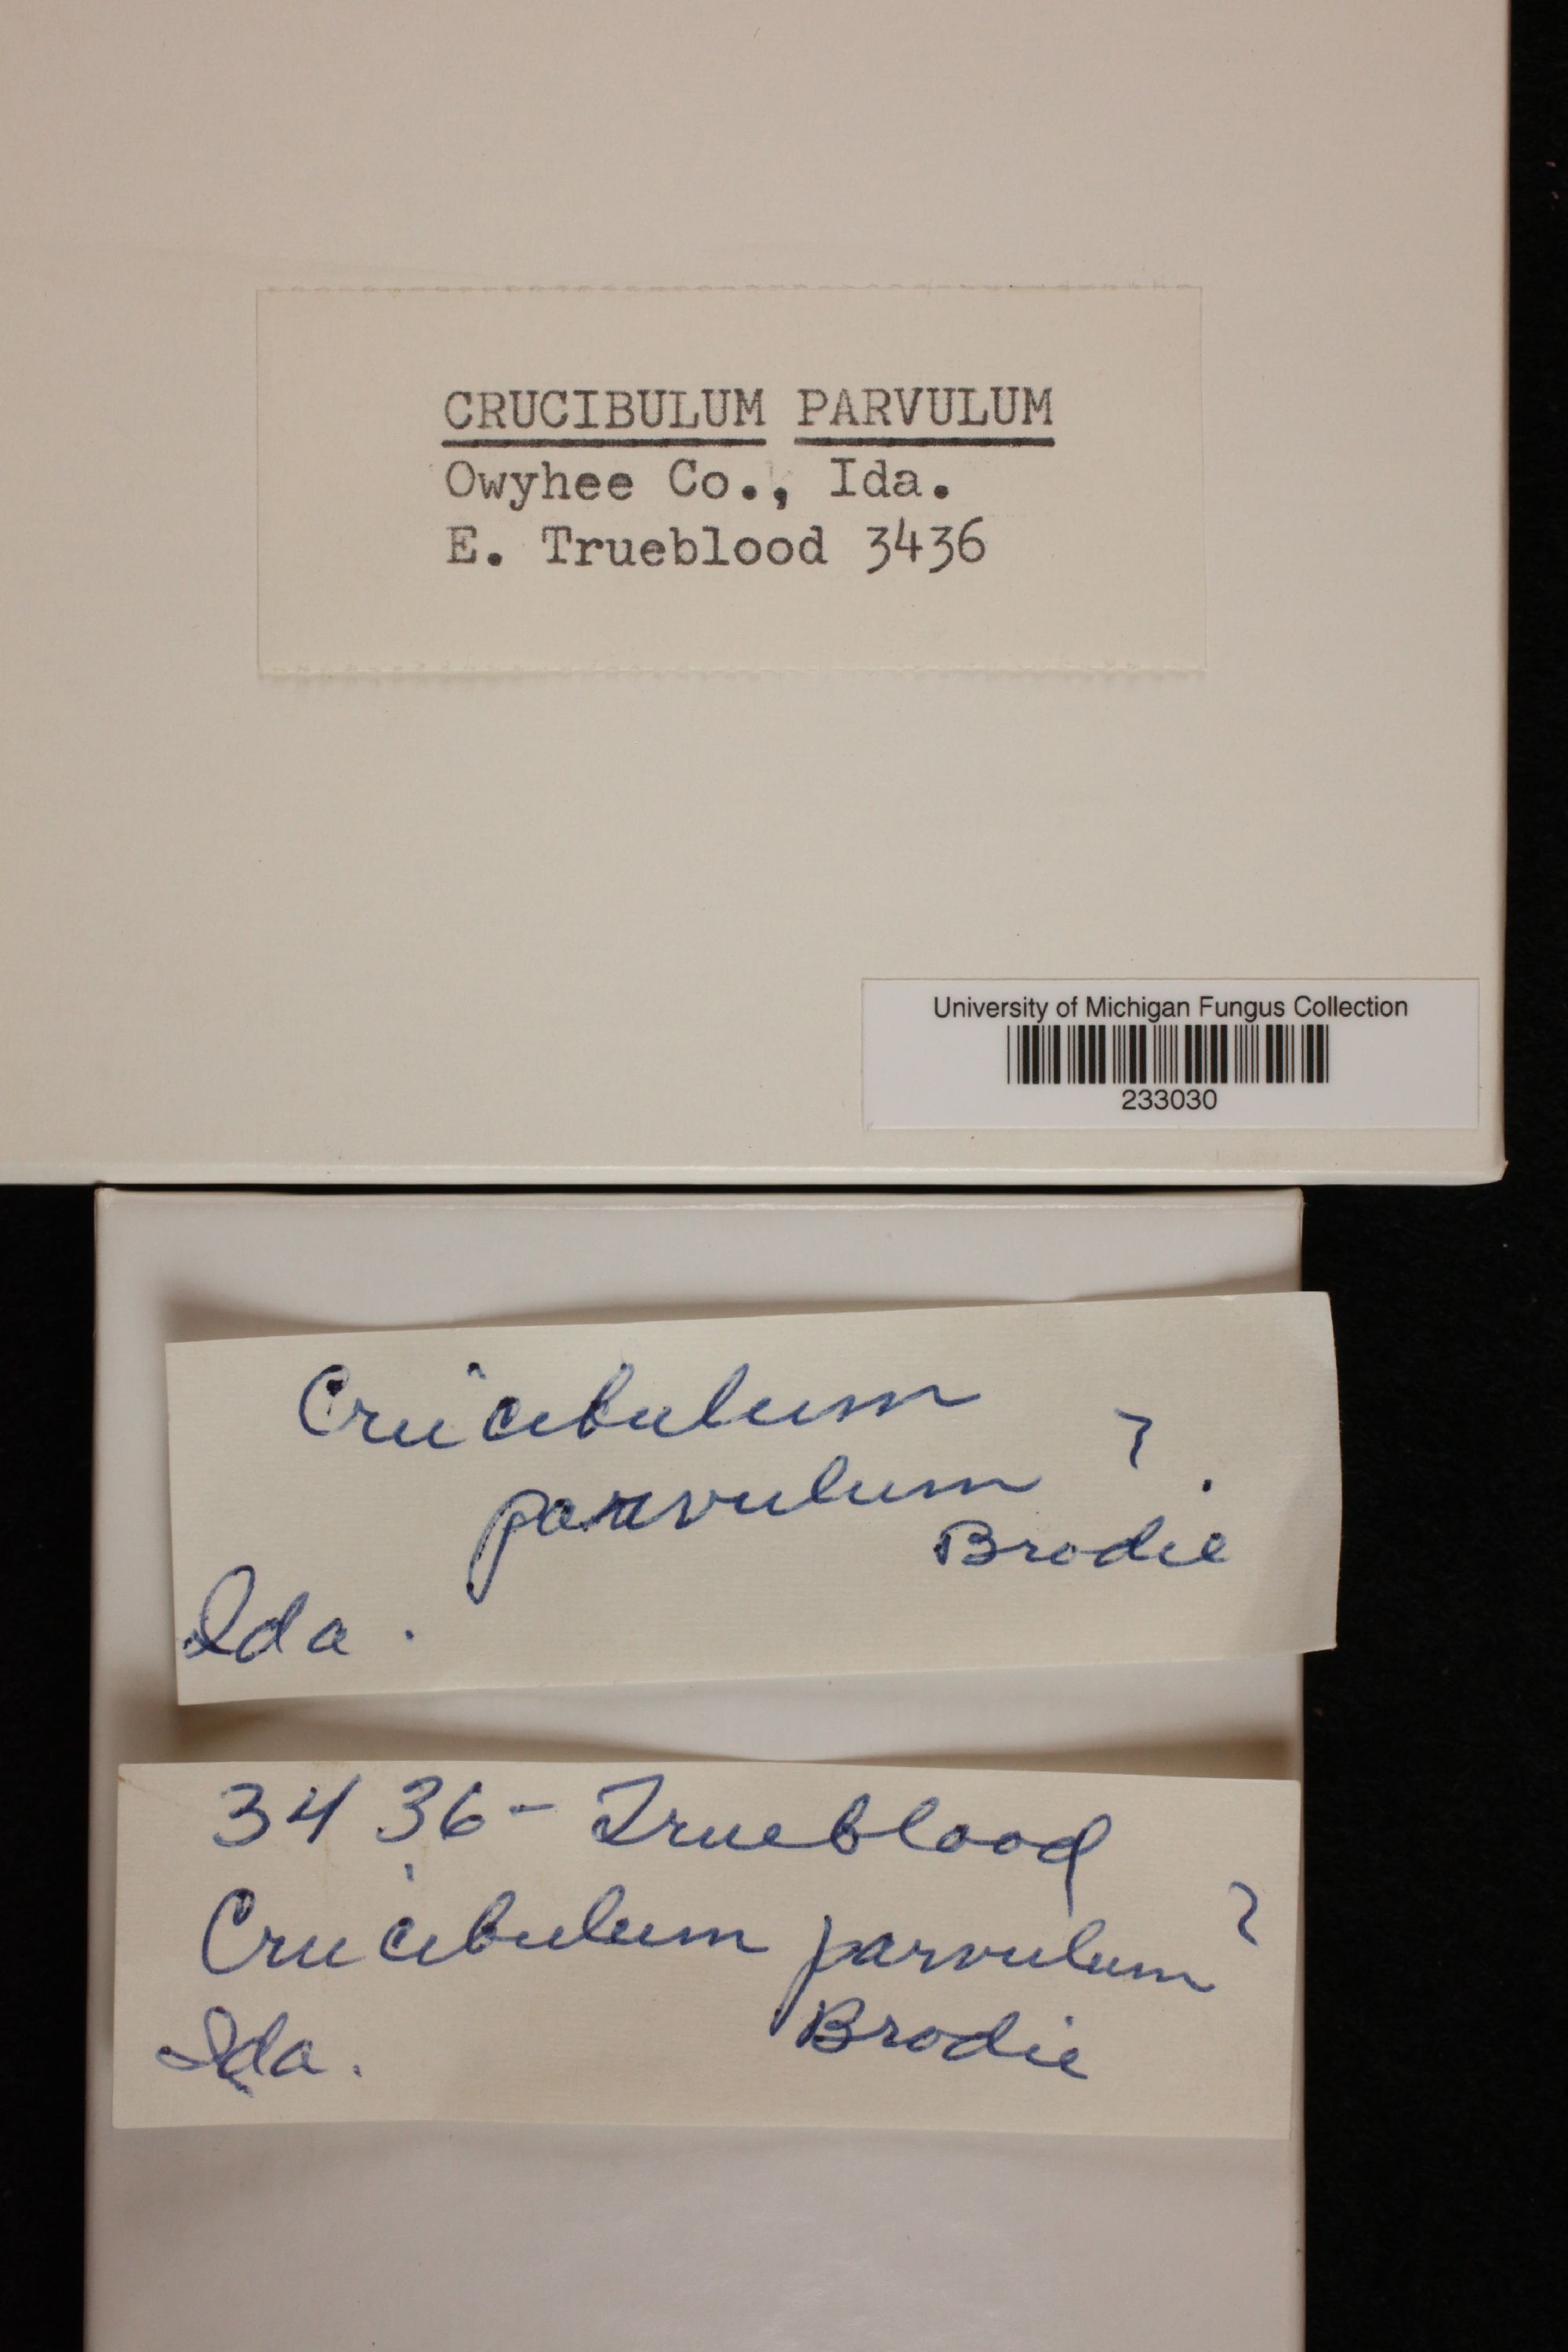 CRUCIBULUM PARVULUM
Owyhee Co., Ida.
E. Trueblood 3436
University of Michigan Fungus Collection
233030
Crucibulum
parvulum ?
Brodie
Ida.
3436 - Trueblood
Crucibulum parvulum ?
Brodie
Ida.